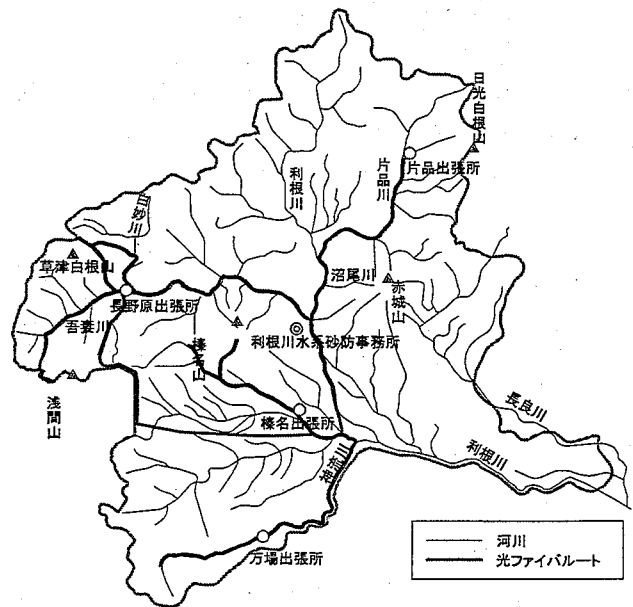 日光白根山
片品出張所
片品川
利根川
白妙川
草津白根山
沼尾川
赤城山
長野原出張所
吾妻川
利根川水系砂防事務所
榛名山
浅間山
榛名出張所
長良川
利根川
神流川
万場出張所
河川
光ファイバルート